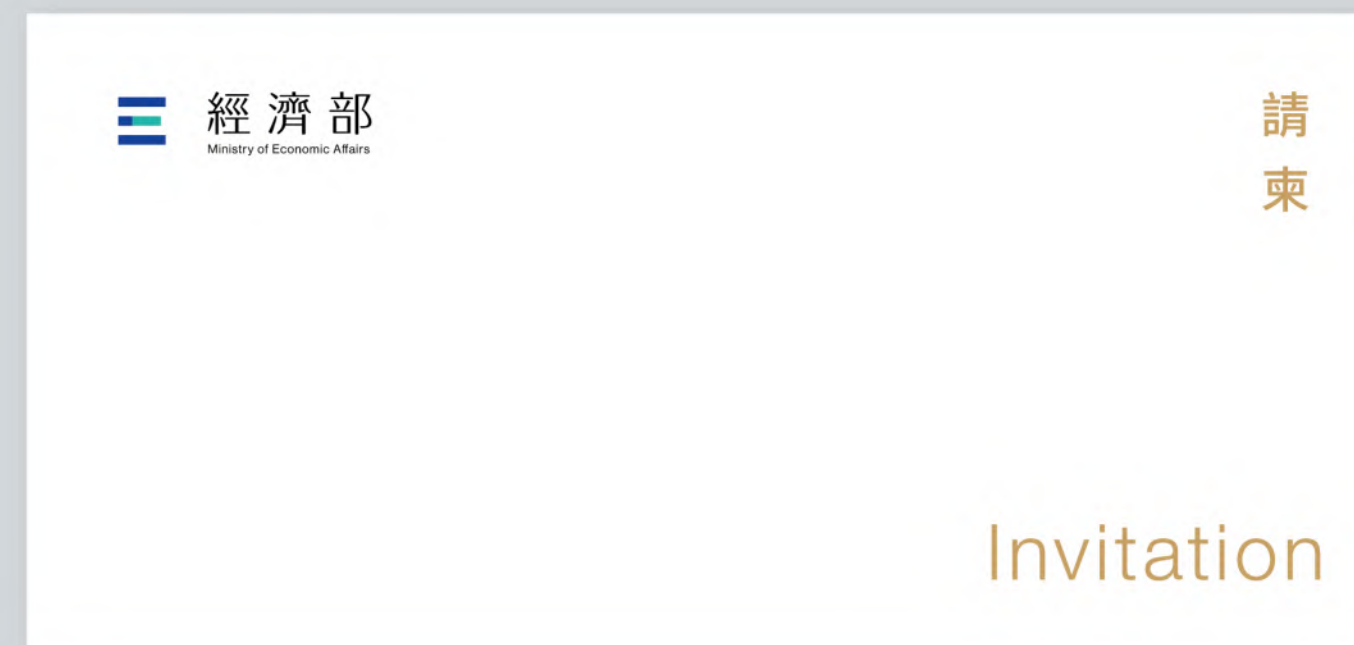 經濟部
Ministry of Economic Affairs
請柬
Invitation